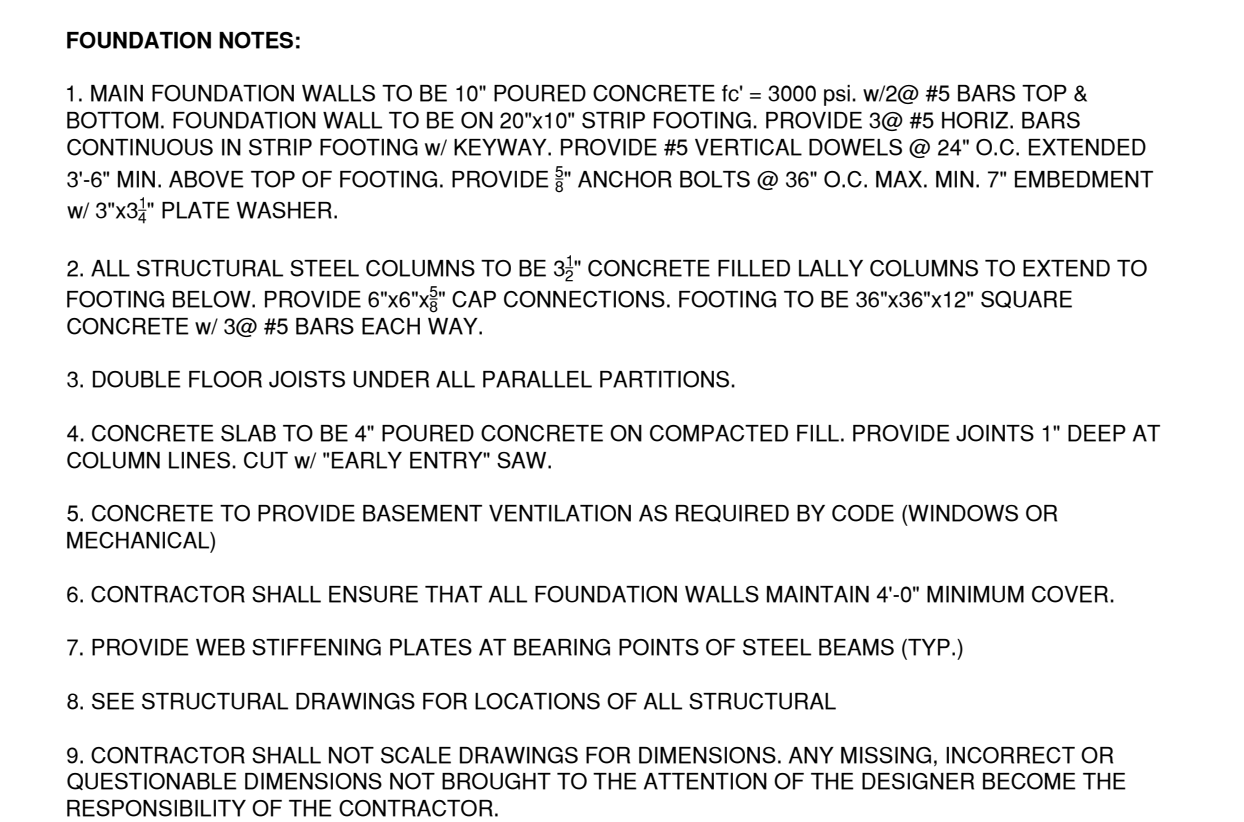 FOUNDATION NOTES:
1. MAIN FOUNDATION WALLS TO BE 10" POURED CONCRETE fc' = 3000 psi. w/2@ #5 BARS TOP &
BOTTOM. FOUNDATION WALL TO BE ON 20"x10" STRIP FOOTING. PROVIDE 3@ #5 HORIZ. BARS
CONTINUOUS IN STRIP FOOTING w/ KEYWAY. PROVIDE #5 VERTICAL DOWELS @ 24" O.C. EXTENDED
3'-6" MIN. ABOVE TOP OF FOOTING. PROVIDE 5/8" ANCHOR BOLTS @ 36" O.C. MAX. MIN. 7" EMBEDMENT
w/ 3"x3 1/4" PLATE WASHER.
2. ALL STRUCTURAL STEEL COLUMNS TO BE 3 1/2" CONCRETE FILLED LALLY COLUMNS TO EXTEND TO
FOOTING BELOW. PROVIDE 6"x6"x5/8" CAP CONNECTIONS. FOOTING TO BE 36"x36"x12" SQUARE
CONCRETE w/ 3@ #5 BARS EACH WAY.
3. DOUBLE FLOOR JOISTS UNDER ALL PARALLEL PARTITIONS.
4. CONCRETE SLAB TO BE 4" POURED CONCRETE ON COMPACTED FILL. PROVIDE JOINTS 1" DEEP AT
COLUMN LINES. CUT w/ "EARLY ENTRY" SAW.
5. CONCRETE TO PROVIDE BASEMENT VENTILATION AS REQUIRED BY CODE (WINDOWS OR
MECHANICAL)
6. CONTRACTOR SHALL ENSURE THAT ALL FOUNDATION WALLS MAINTAIN 4'-0" MINIMUM COVER.
7. PROVIDE WEB STIFFENING PLATES AT BEARING POINTS OF STEEL BEAMS (TYP.)
8. SEE STRUCTURAL DRAWINGS FOR LOCATIONS OF ALL STRUCTURAL
9. CONTRACTOR SHALL NOT SCALE DRAWINGS FOR DIMENSIONS. ANY MISSING, INCORRECT OR
QUESTIONABLE DIMENSIONS NOT BROUGHT TO THE ATTENTION OF THE DESIGNER BECOME THE
RESPONSIBILITY OF THE CONTRACTOR.